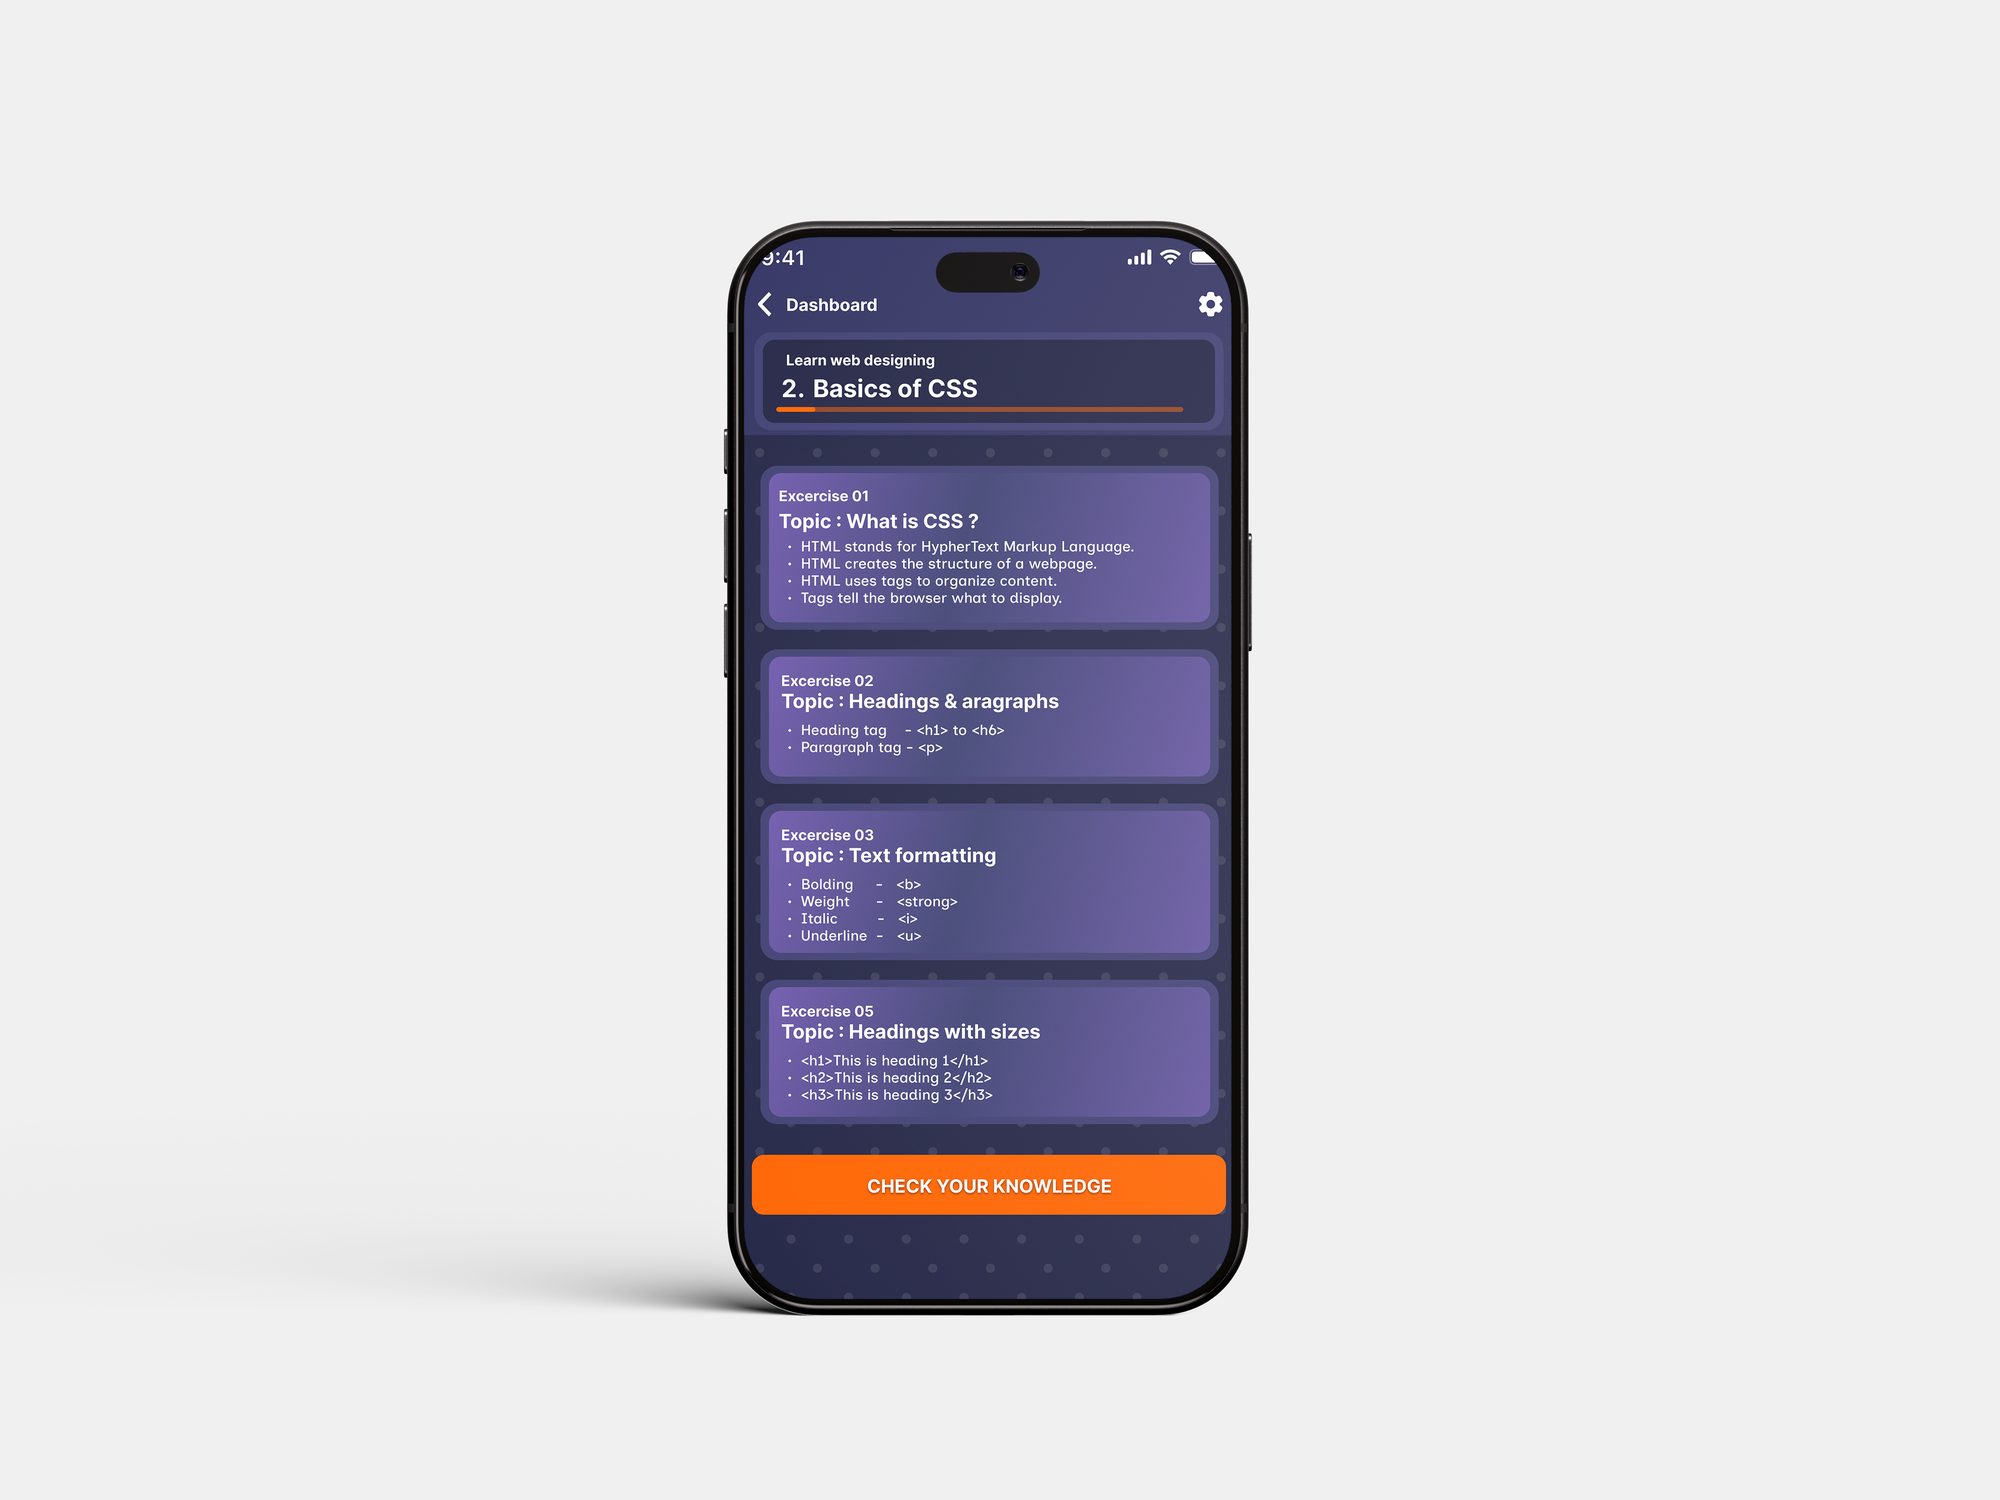 9:41
Dashboard
Learn web designing
2. Basics of CSS
Excercise 01
Topic : What is CSS ?
• HTML stands for HypherText Markup Language.
• HTML creates the structure of a webpage.
• HTML uses tags to organize content.
• Tags tell the browser what to display.
Excercise 02
Topic : Headings & aragraphs
• Heading tag - <h1> to <h6>
• Paragraph tag - <p>
Excercise 03
Topic : Text formatting
• Bolding - <b>
• Weight - <strong>
• Italic - <i>
• Underline - <u>
Excercise 05
Topic : Headings with sizes
• <h1>This is heading 1</h1>
• <h2>This is heading 2</h2>
• <h3>This is heading 3</h3>
CHECK YOUR KNOWLEDGE